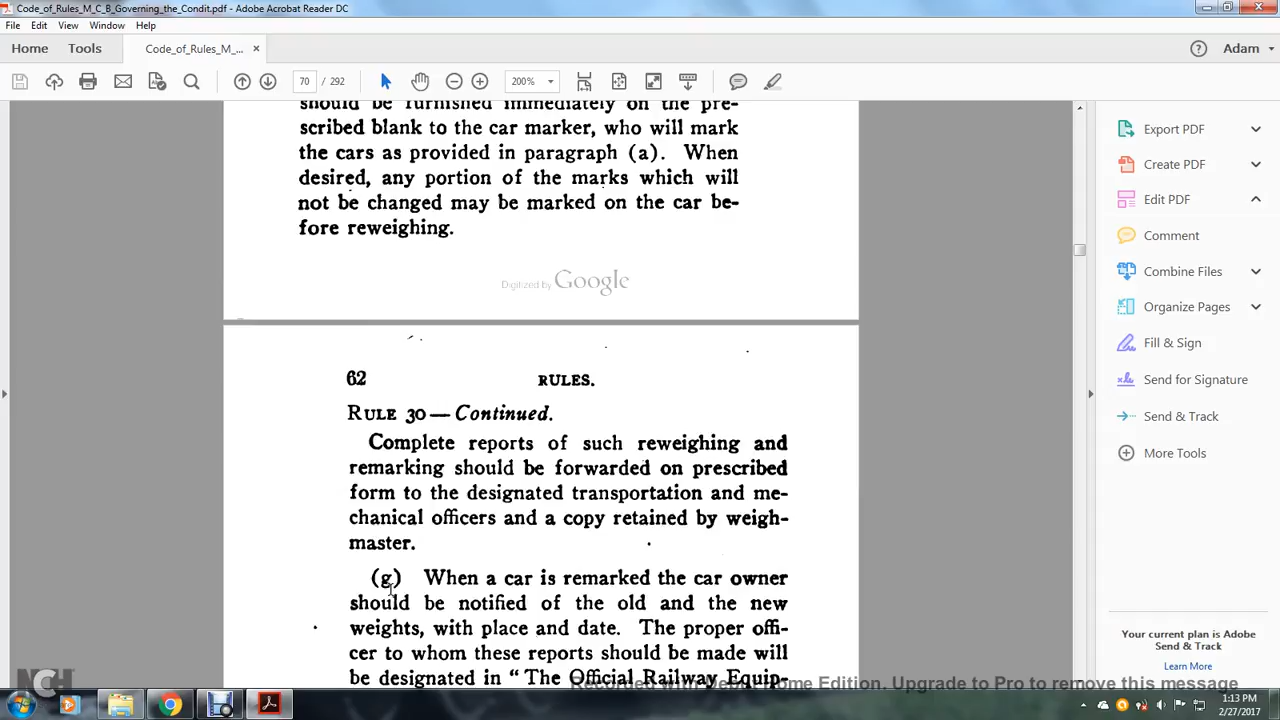 Code_of_Rules_M_C_B_Governing_the_Condit.pdf - Adobe Acrobat Reader DC
File Edit View Window Help
Home Tools Code_of_Rules_M_... × Adam
70 / 292 200%
should be furnished immediately on the pre-
scribed blank to the car marker, who will mark
the cars as provided in paragraph (a). When
desired, any portion of the marks which will
not be changed may be marked on the car be-
fore reweighing.
Digitized by Google
62 RULES.
RULE 30—Continued.
Complete reports of such reweighing and
remarking should be forwarded on prescribed
form to the designated transportation and me-
chanical officers and a copy retained by weigh-
master.
(g) When a car is remarked the car owner
should be notified of the old and the new
weights, with place and date. The proper offi-
cer to whom these reports should be made will
be designated in “The Official Railway Equip-
Export PDF
Create PDF
Edit PDF
Comment
Combine Files
Organize Pages
Fill & Sign
Send for Signature
Send & Track
More Tools
Your current plan is Adobe
Send & Track
Learn More
NCH
Home Edition. Upgrade to Pro to remove this message
1:13 PM
2/27/2017